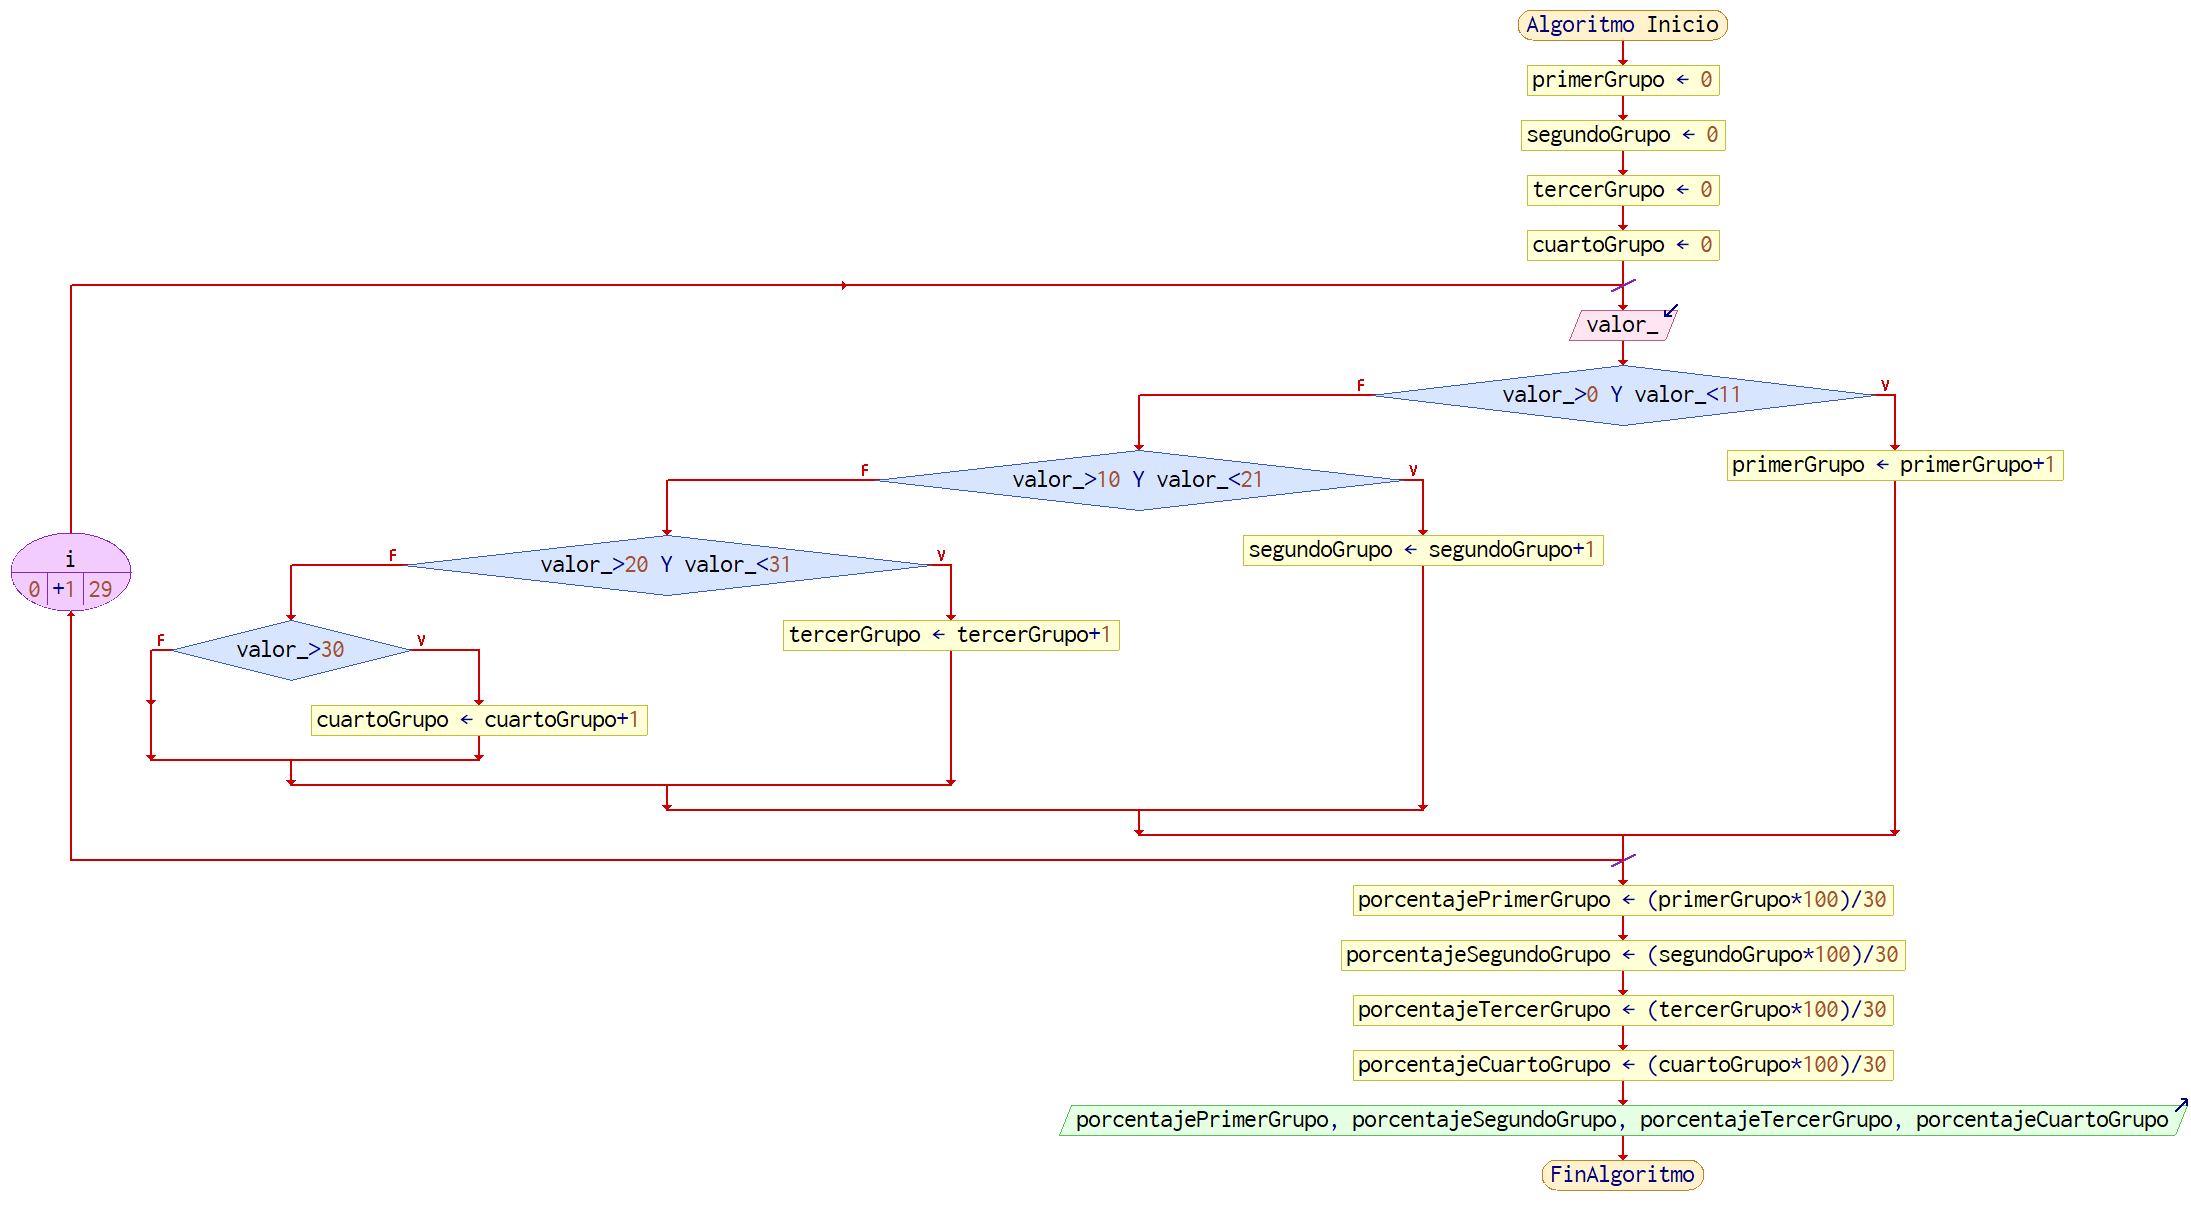 Algoritmo Inicio
primerGrupo ← 0
segundoGrupo ← 0
tercerGrupo ← 0
cuartoGrupo ← 0
valor_
valor_>0 Y valor_<11
F
V
primerGrupo ← primerGrupo+1
valor_>10 Y valor_<21
F
V
segundoGrupo ← segundoGrupo+1
valor_>20 Y valor_<31
F
V
tercerGrupo ← tercerGrupo+1
valor_>30
F
V
cuartoGrupo ← cuartoGrupo+1
i
0 +1 29
porcentajePrimerGrupo ← (primerGrupo*100)/30
porcentajeSegundoGrupo ← (segundoGrupo*100)/30
porcentajeTercerGrupo ← (tercerGrupo*100)/30
porcentajeCuartoGrupo ← (cuartoGrupo*100)/30
porcentajePrimerGrupo, porcentajeSegundoGrupo, porcentajeTercerGrupo, porcentajeCuartoGrupo
FinAlgoritmo